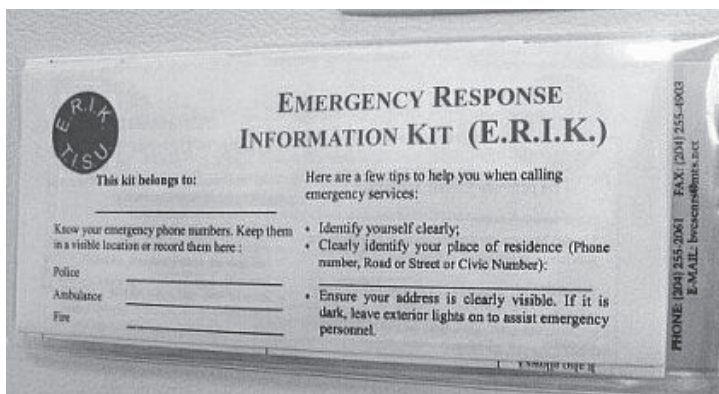 E.R.I.K.
T.I.S.U.
EMERGENCY RESPONSE
INFORMATION KIT (E.R.I.K.)
This kit belongs to:
Know your emergency phone numbers. Keep them
in a visible location or record them here :
Police
Ambulance
Fire
Here are a few tips to help you when calling
emergency services:
• Identify yourself clearly;
• Clearly identify your place of residence (Phone
number, Road or Street or Civic Number):
• Ensure your address is clearly visible. If it is
dark, leave exterior lights on to assist emergency
personnel.
PHONE: (204) 255-2061 FAX: (204) 255-4903
E-MAIL: